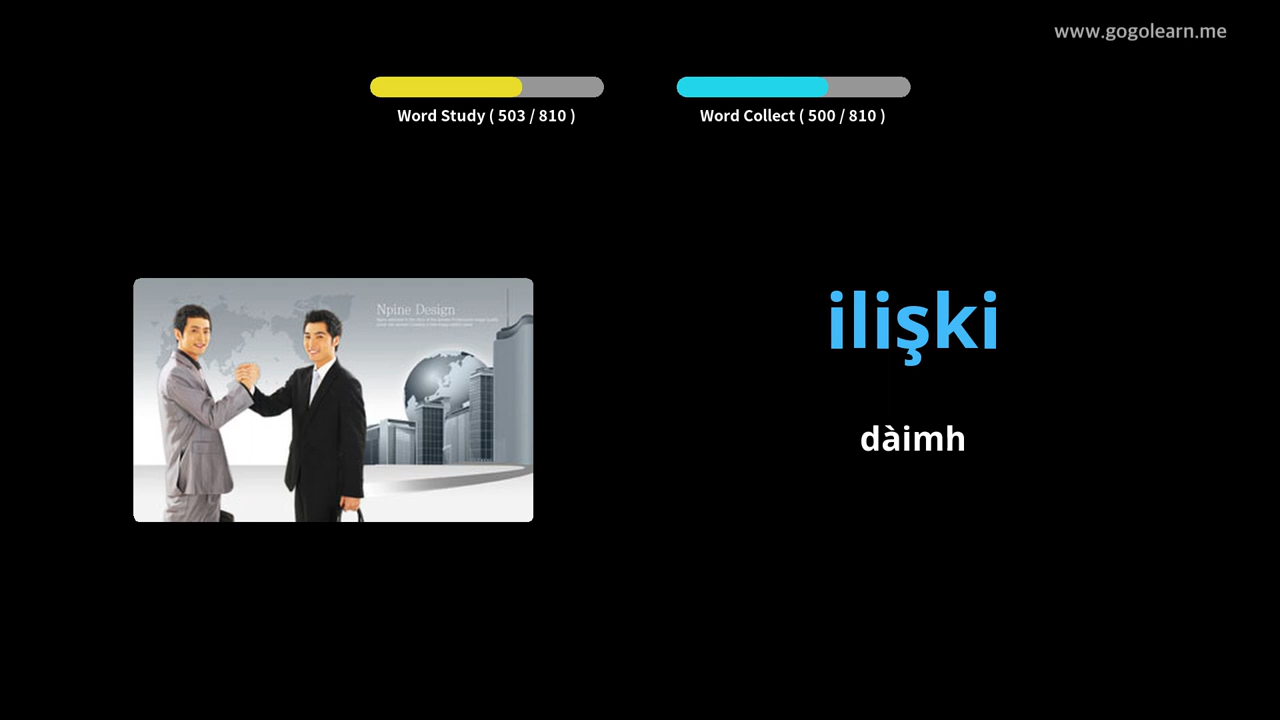 www.gogolearn.me
Word Study ( 503 / 810 )
Word Collect ( 500 / 810 )
Npine Design
ilişki
dàimh